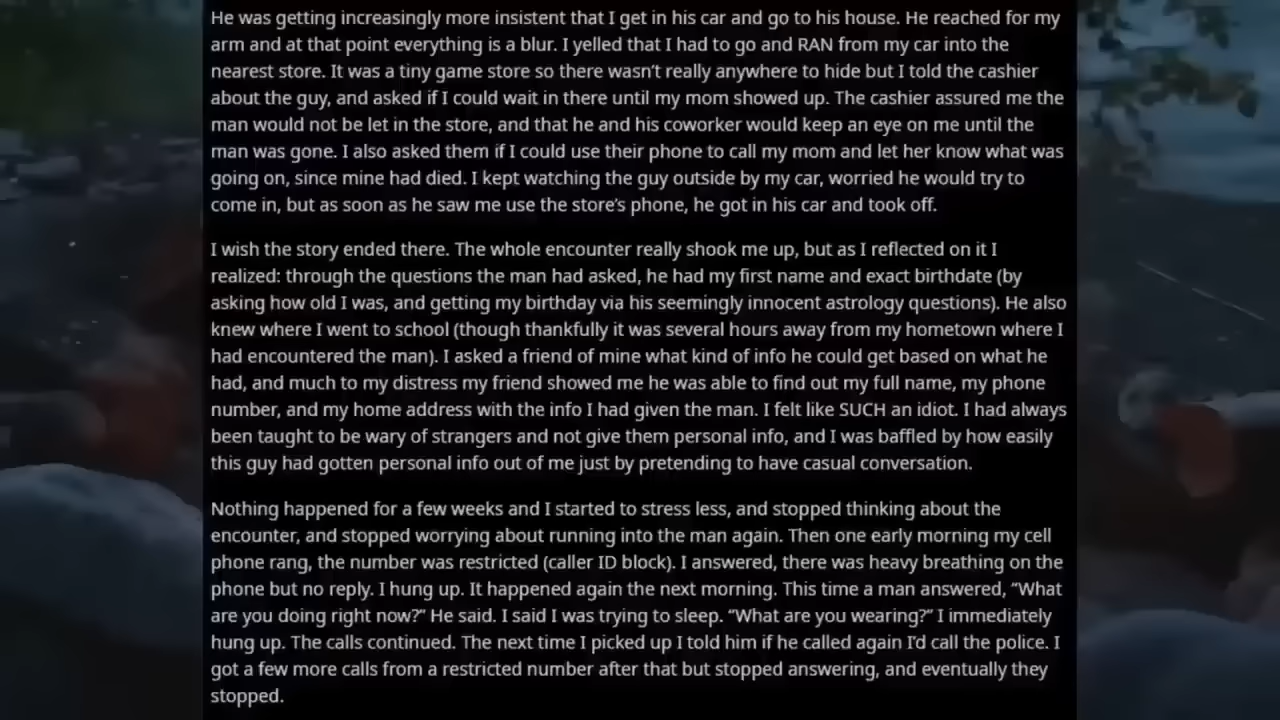 He was getting increasingly more insistent that I get in his car and go to his house. He reached for my
arm and at that point everything is a blur. I yelled that I had to go and RAN from my car into the
nearest store. It was a tiny game store so there wasn't really anywhere to hide but I told the cashier
about the guy, and asked if I could wait in there until my mom showed up. The cashier assured me the
man would not be let in the store, and that he and his coworker would keep an eye on me until the
man was gone. I also asked them if I could use their phone to call my mom and let her know what was
going on, since mine had died. I kept watching the guy outside by my car, worried he would try to
come in, but as soon as he saw me use the store’s phone, he got in his car and took off.
I wish the story ended there. The whole encounter really shook me up, but as I reflected on it I
realized: through the questions the man had asked, he had my first name and exact birthdate (by
asking how old I was, and getting my birthday via his seemingly innocent astrology questions). He also
knew where I went to school (though thankfully it was several hours away from my hometown where I
had encountered the man). I asked a friend of mine what kind of info he could get based on what he
had, and much to my distress my friend showed me he was able to find out my full name, my phone
number, and my home address with the info I had given the man. I felt like SUCH an idiot. I had always
been taught to be wary of strangers and not give them personal info, and I was baffled by how easily
this guy had gotten personal info out of me just by pretending to have casual conversation.
Nothing happened for a few weeks and I started to stress less, and stopped thinking about the
encounter, and stopped worrying about running into the man again. Then one early morning my cell
phone rang, the number was restricted (caller ID block). I answered, there was heavy breathing on the
phone but no reply. I hung up. It happened again the next morning. This time a man answered, “What
are you doing right now?” He said. I said I was trying to sleep. “What are you wearing?” I immediately
hung up. The calls continued. The next time I picked up I told him if he called again I’d call the police. I
got a few more calls from a restricted number after that but stopped answering, and eventually they
stopped.